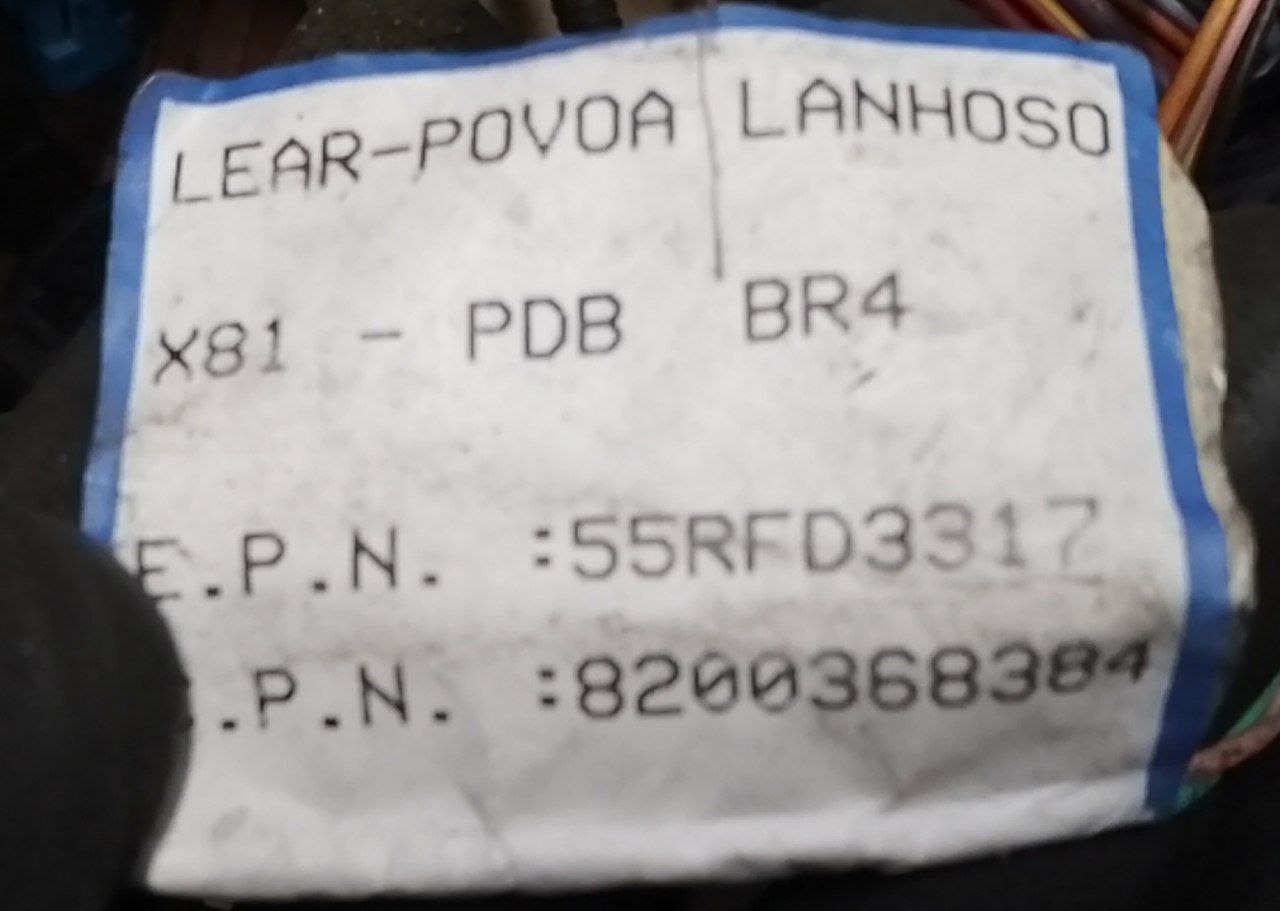 LEAR-POVOA LANHOSO
X81 - PDB BR4
E.P.N. :55RFD3317
.P.N. :8200368384